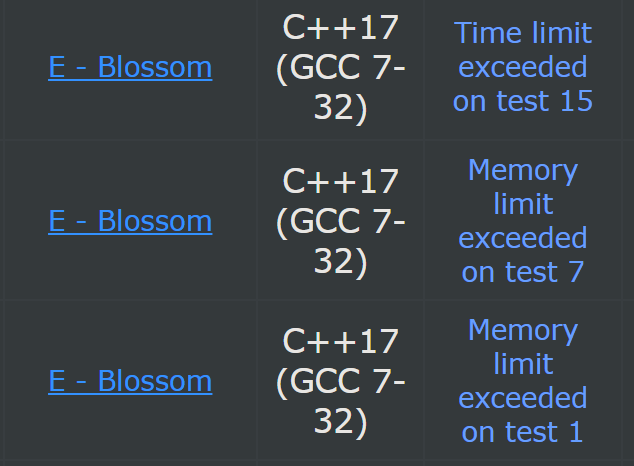 E - Blossom
C++17
(GCC 7-
32)
Time limit
exceeded
on test 15
E - Blossom
C++17
(GCC 7-
32)
Memory
limit
exceeded
on test 7
E - Blossom
C++17
(GCC 7-
32)
Memory
limit
exceeded
on test 1